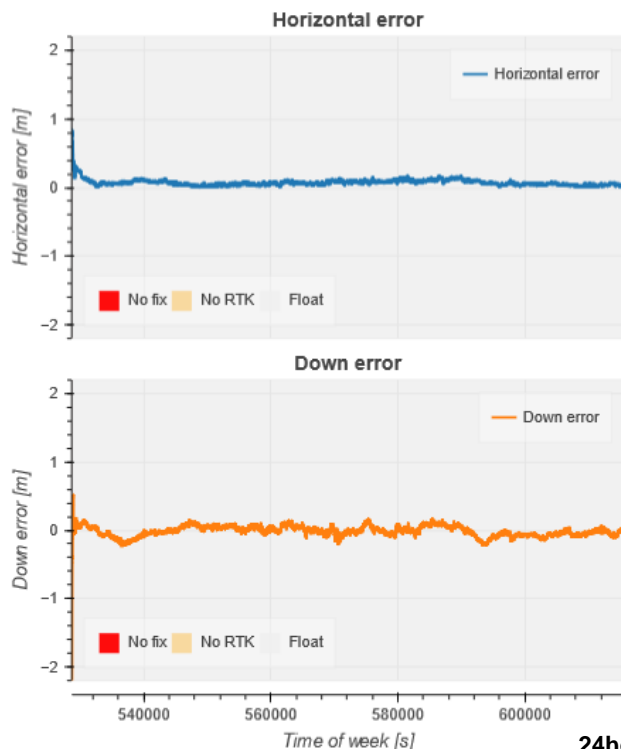 Horizontal error
Horizontal error [m]
2
1
0
−1
−2
Horizontal error
No fix
No RTK
Float
Down error
Down error [m]
2
1
0
−1
−2
Down error
No fix
No RTK
Float
540000
560000
580000
600000
Time of week [s]